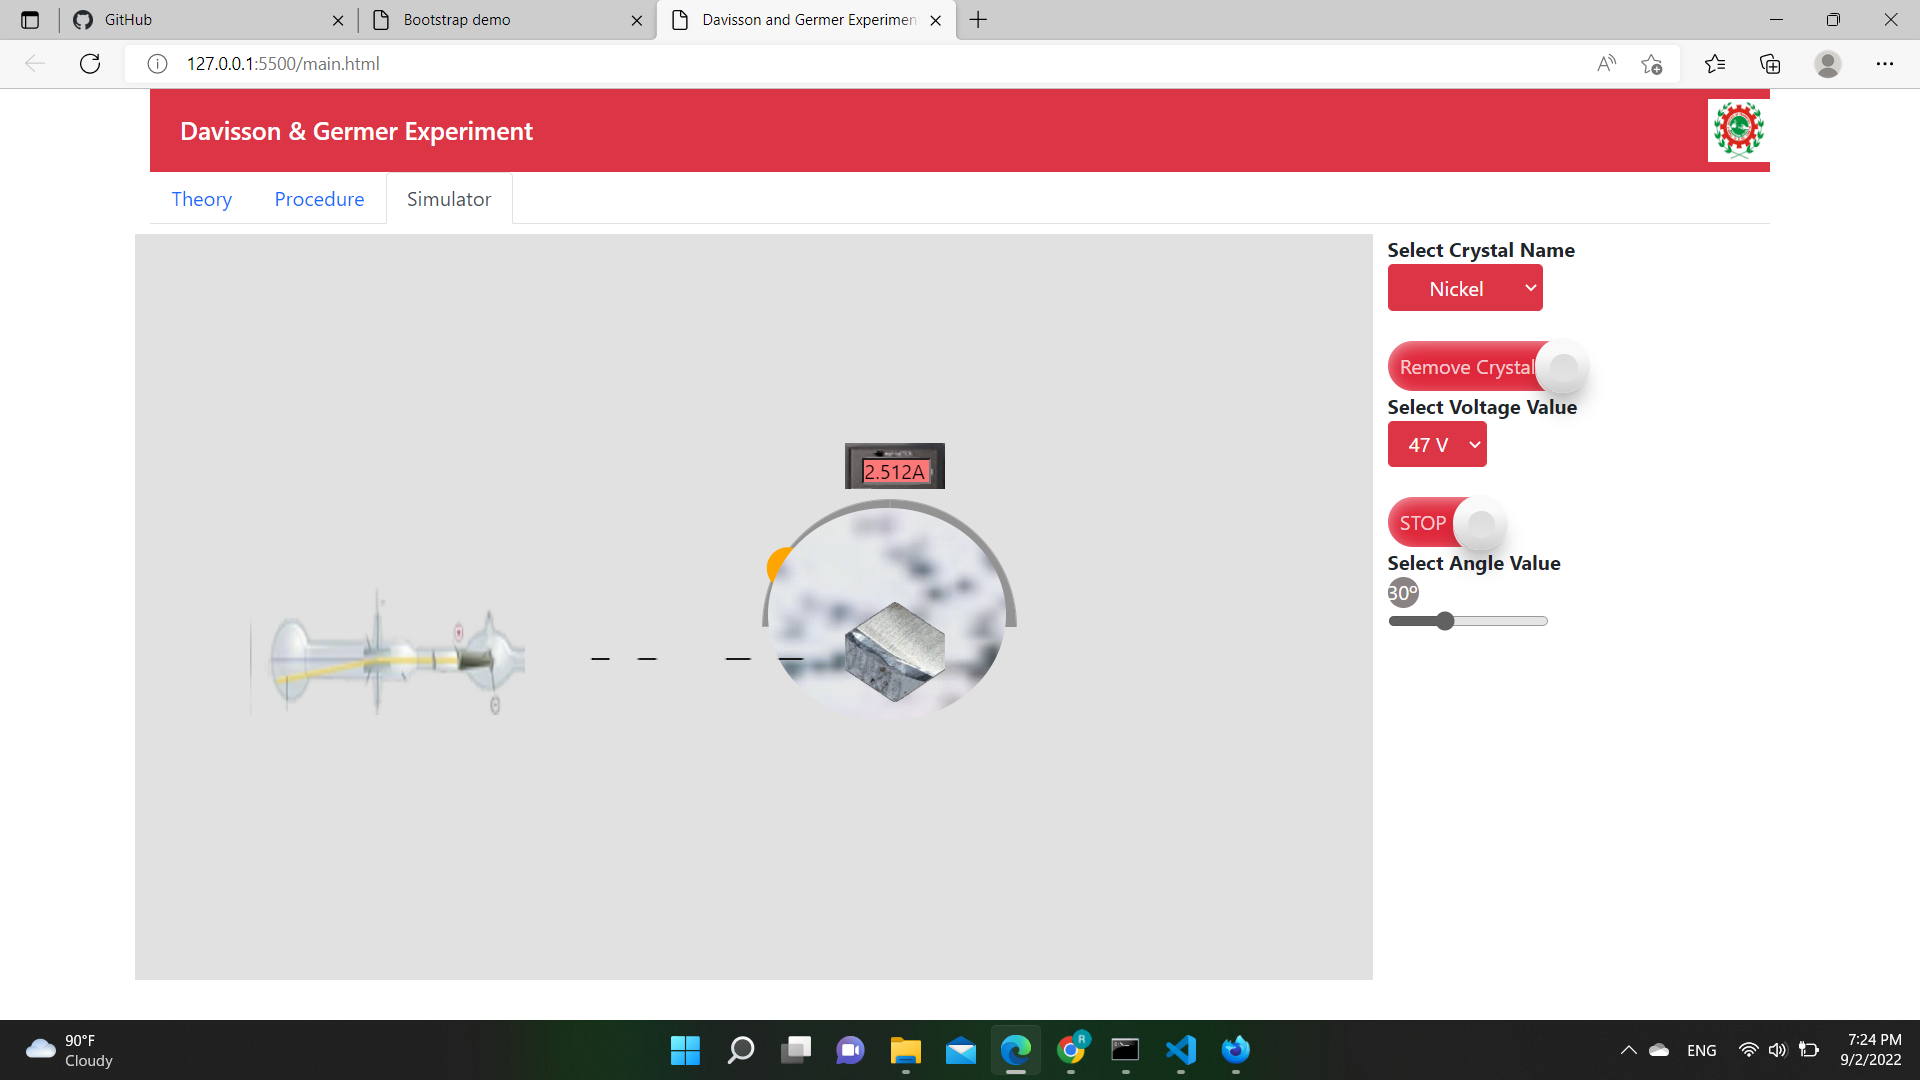 GitHub
Bootstrap demo
Davisson and Germer Experimen
127.0.0.1:5500/main.html
Davisson & Germer Experiment
Theory
Procedure
Simulator
Select Crystal Name
Nickel
Remove Crystal
Select Voltage Value
47 V
2.512A
STOP
Select Angle Value
30º
90°F
Cloudy
R
ENG
7:24 PM
9/2/2022